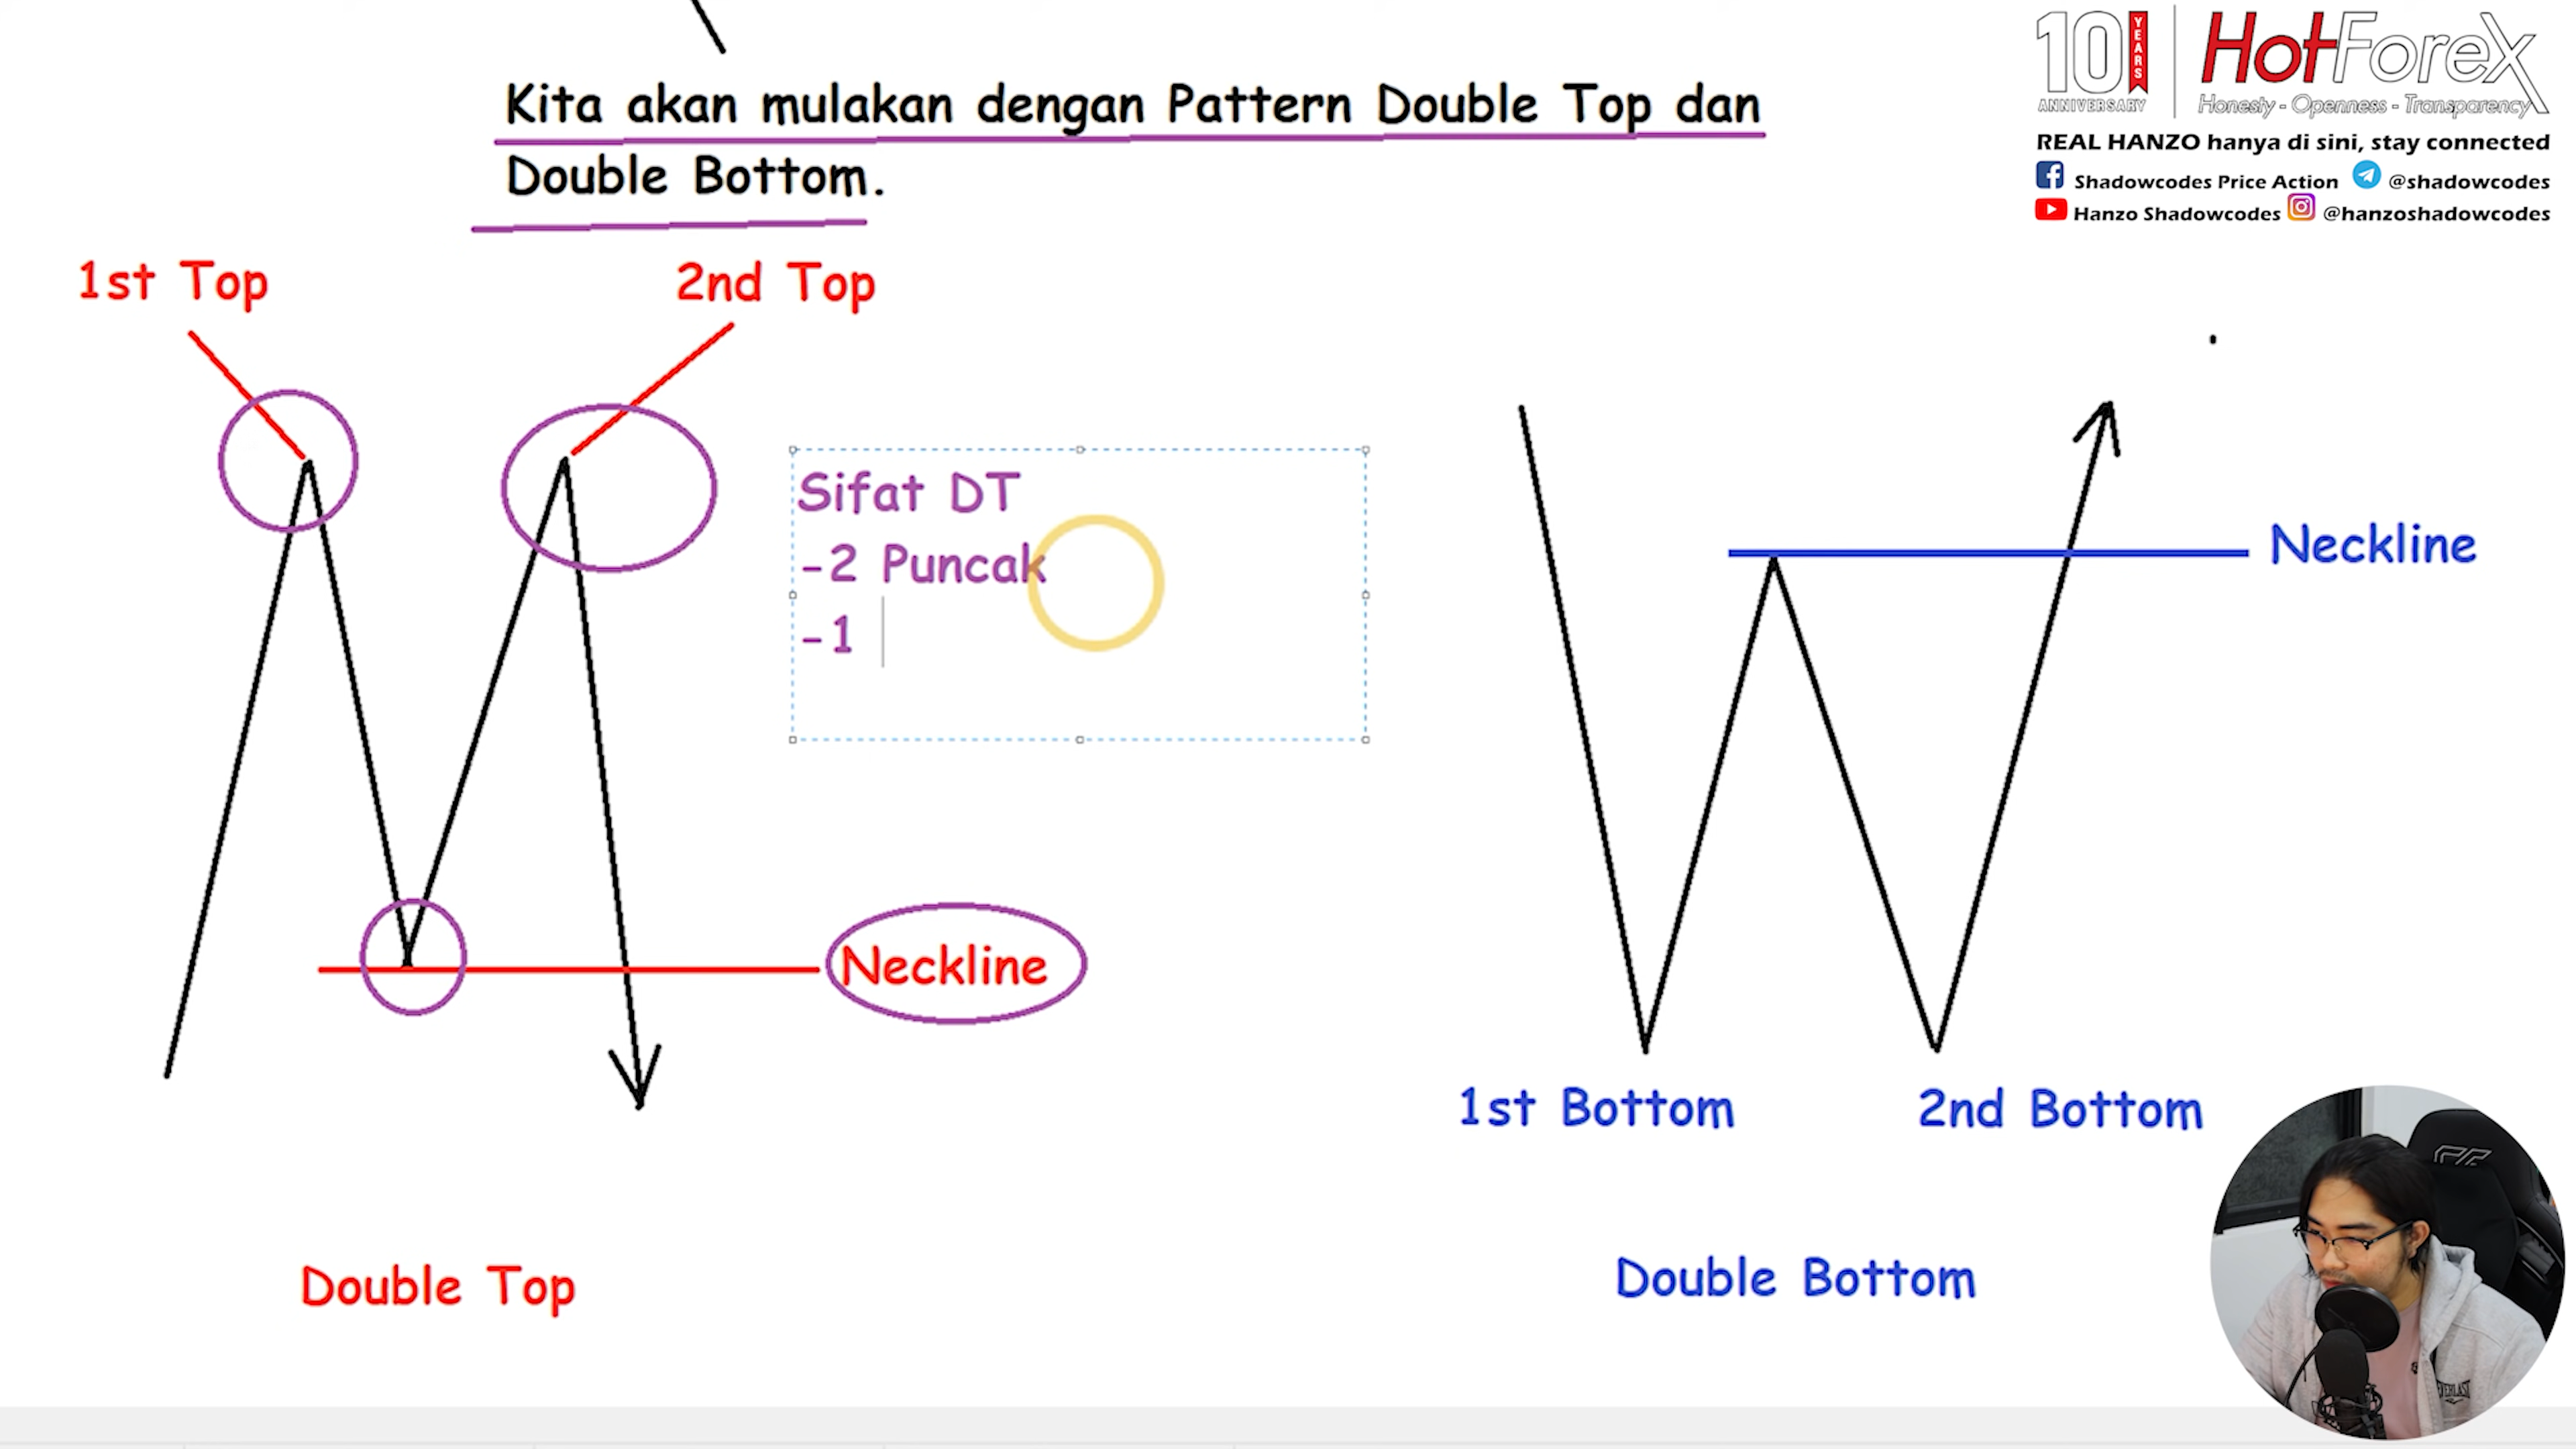 10 YEARS ANNIVERSARY
HotForex
Honesty - Openness - Transparency
REAL HANZO hanya di sini, stay connected
Shadowcodes Price Action @shadowcodes
Hanzo Shadowcodes @hanzoshadowcodes
Kita akan mulakan dengan Pattern Double Top dan
Double Bottom.
1st Top
2nd Top
Sifat DT
-2 Puncak
-1
Neckline
Double Top
Neckline
1st Bottom
2nd Bottom
Double Bottom
EVERLAST